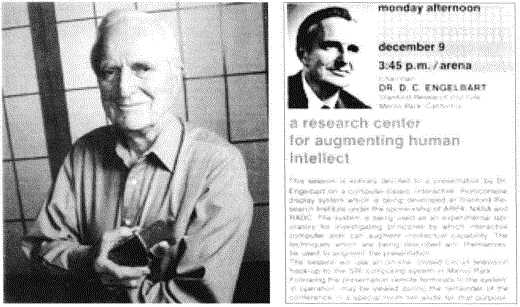 monday afternoon
december 9
3:45 p.m. / arena
Chairman
DR. D. C. ENGELBART
Stanford Research Institute
Menlo Park, California
a research center
for augmenting human
intellect
This session is entirely devoted to a presentation by Dr.
Engelbart on a computer-based, interactive, multiconsole
display system which is being developed at Stanford Re-
search Institute under the sponsorship of ARPA, NASA and
RADC. The system is being used as an experimental lab-
oratory for investigating principles by which interactive
computer aids can augment intellectual capability. The
techniques which are being described will, themselves,
be used to augment the presentation.
The session will use an on-line, closed circuit television
hook-up to the SRI computing system in Menlo Park.
Following the presentation remote terminals to the system,
in operation, may be viewed during the remainder of the
conference in a special room set aside for that purpose.